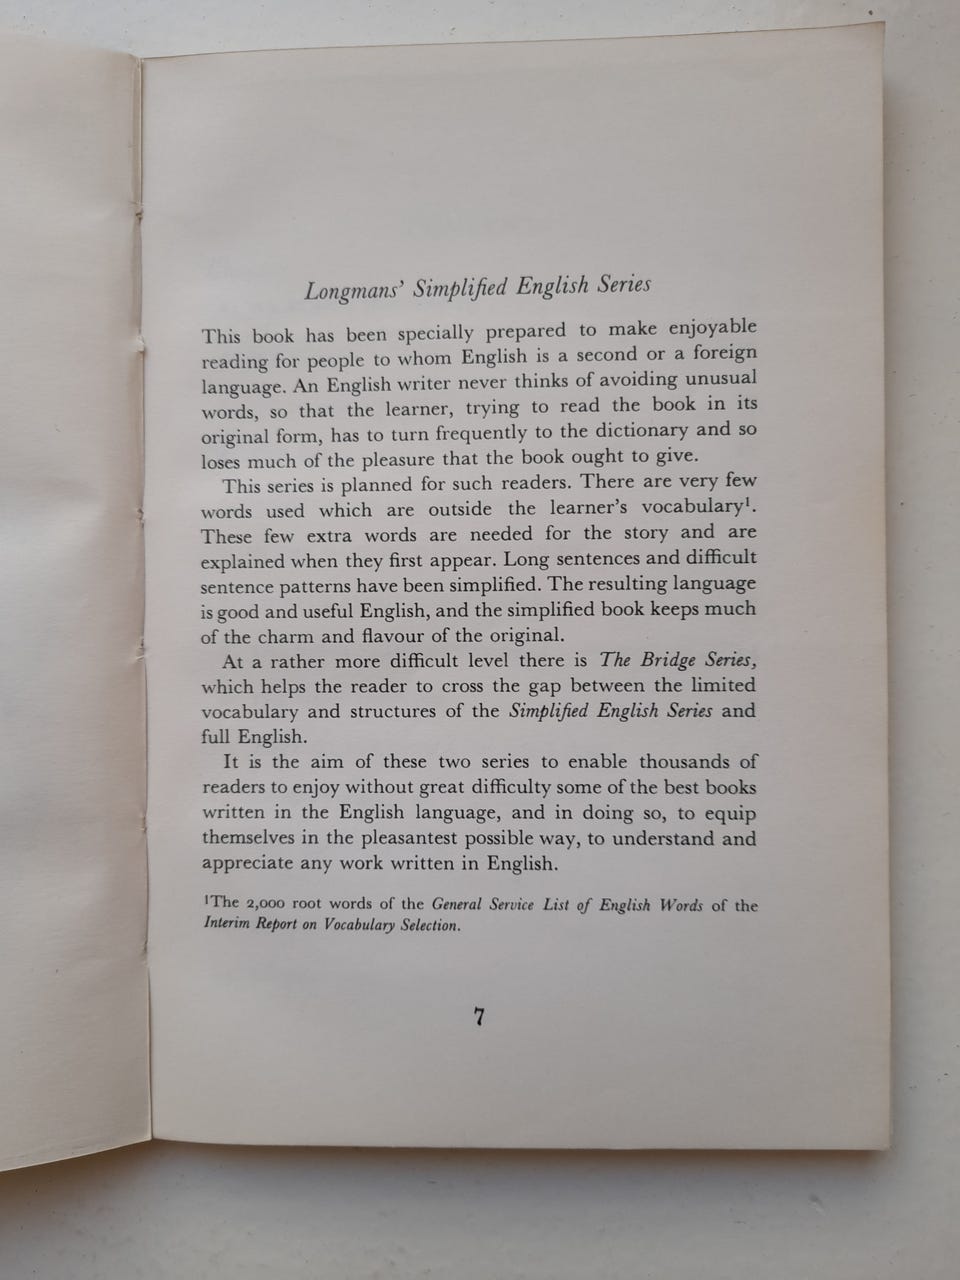 Longmans' Simplified English Series
This book has been specially prepared to make enjoyable
reading for people to whom English is a second or a foreign
language. An English writer never thinks of avoiding unusual
words, so that the learner, trying to read the book in its
original form, has to turn frequently to the dictionary and so
loses much of the pleasure that the book ought to give.
This series is planned for such readers. There are very few
words used which are outside the learner's vocabulary¹.
These few extra words are needed for the story and are
explained when they first appear. Long sentences and difficult
sentence patterns have been simplified. The resulting language
is good and useful English, and the simplified book keeps much
of the charm and flavour of the original.
At a rather more difficult level there is The Bridge Series,
which helps the reader to cross the gap between the limited
vocabulary and structures of the Simplified English Series and
full English.
It is the aim of these two series to enable thousands of
readers to enjoy without great difficulty some of the best books
written in the English language, and in doing so, to equip
themselves in the pleasantest possible way, to understand and
appreciate any work written in English.
¹The 2,000 root words of the General Service List of English Words of the
Interim Report on Vocabulary Selection.
7